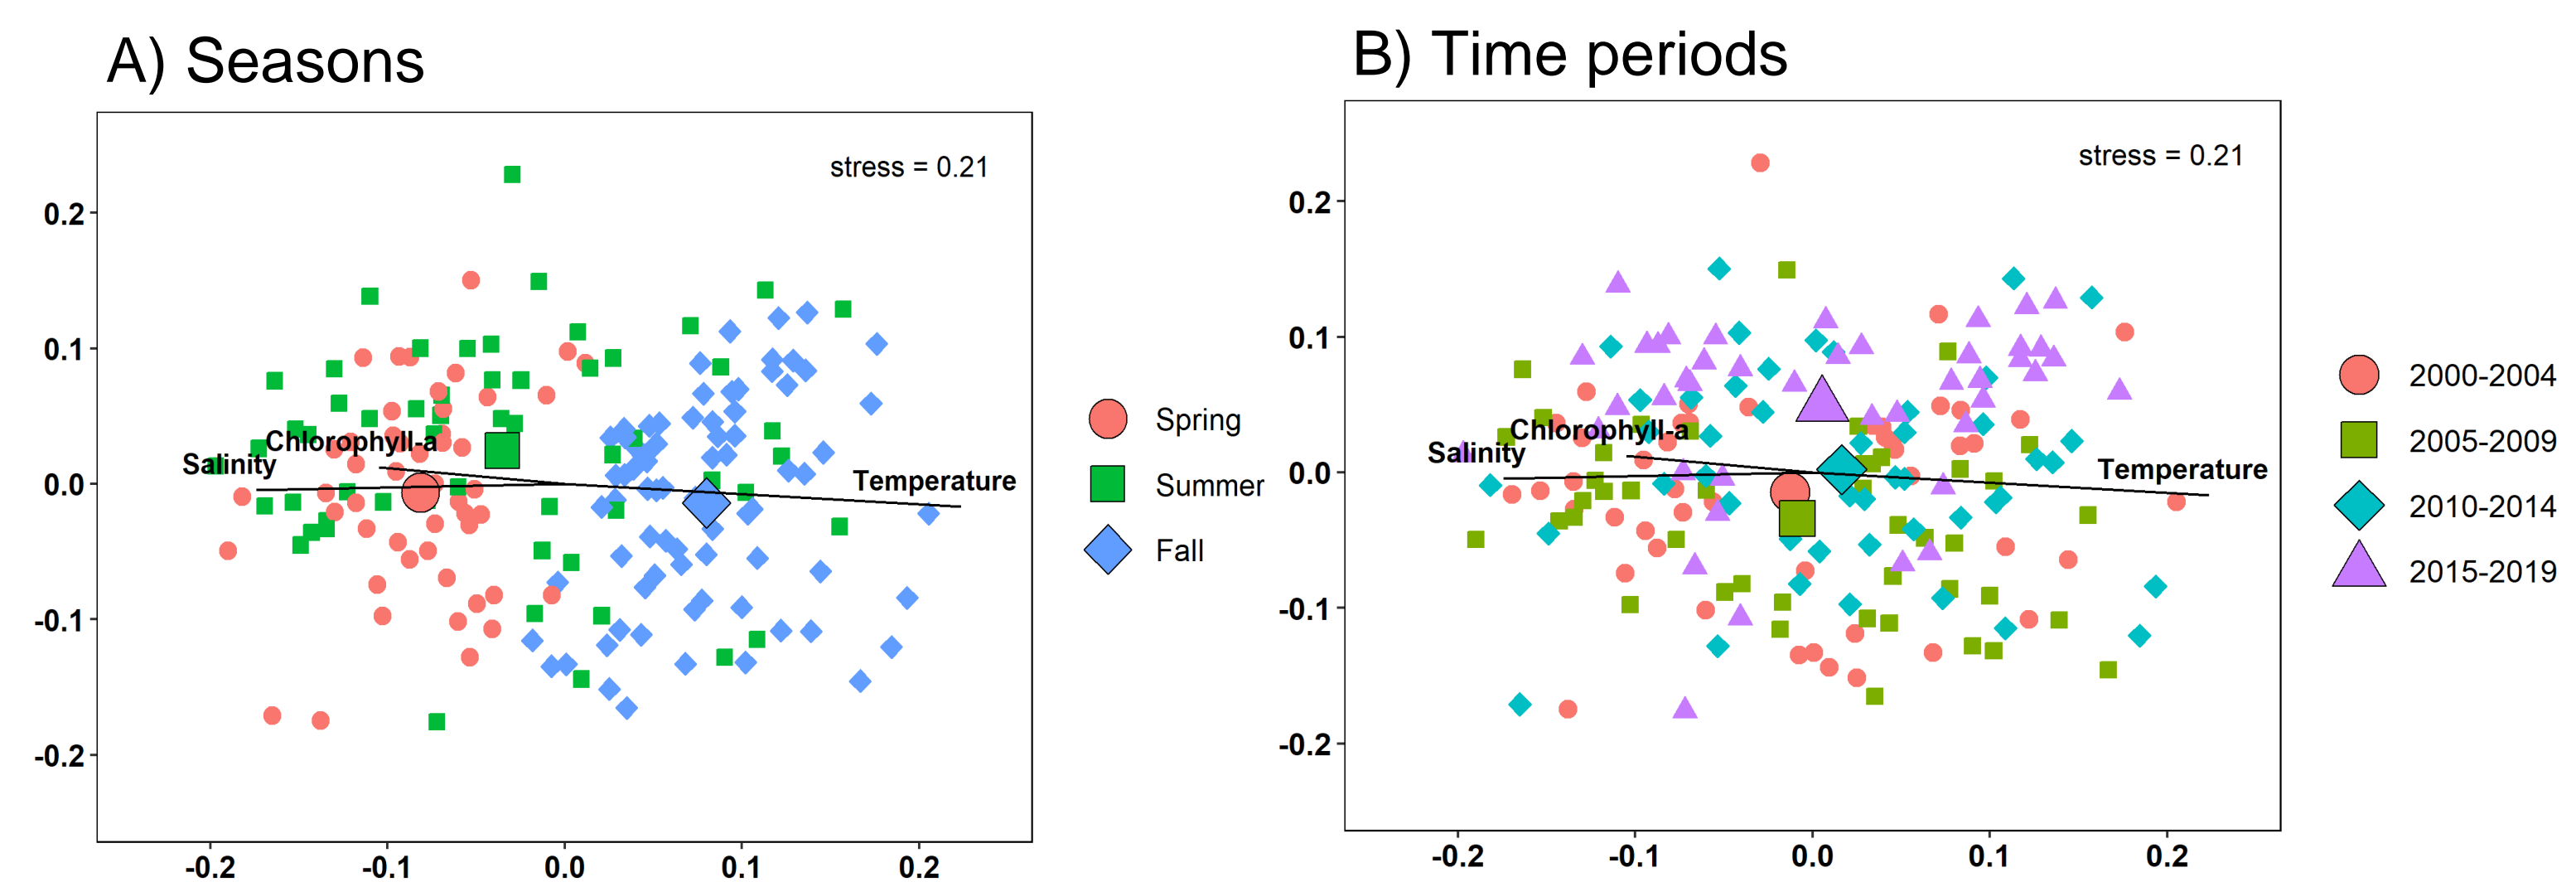 A) Seasons
stress = 0.21
0.2
0.1
0.0
-0.1
-0.2
Chlorophyll-a
Salinity
Temperature
-0.2 -0.1 0.0 0.1 0.2
Spring
Summer
Fall
B) Time periods
stress = 0.21
0.2
0.1
0.0
-0.1
-0.2
Chlorophyll-a
Salinity
Temperature
-0.2 -0.1 0.0 0.1 0.2
2000-2004
2005-2009
2010-2014
2015-2019